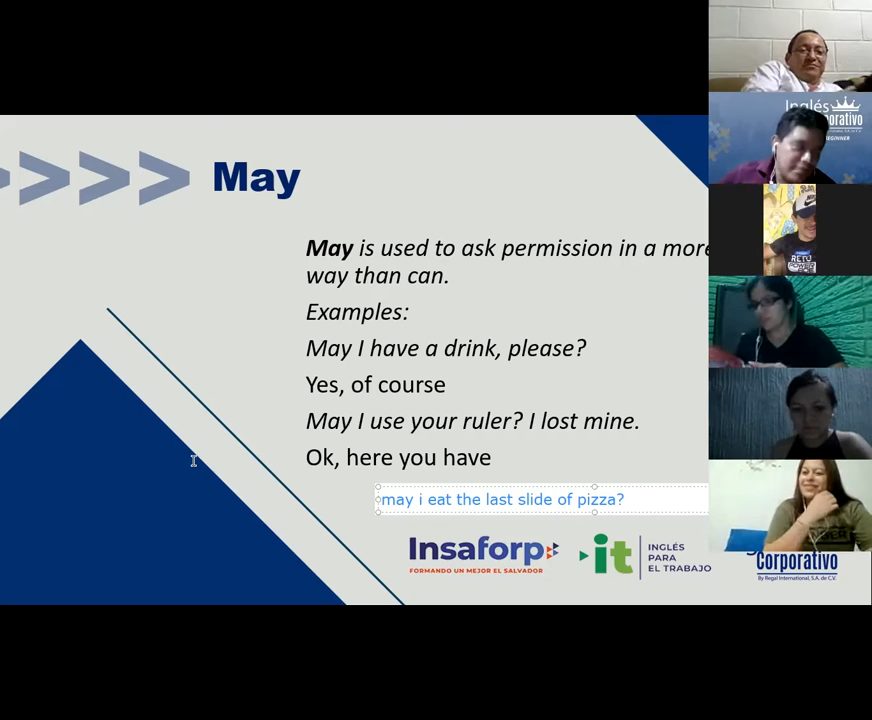 >>>> May
May is used to ask permission in a more
way than can.
Examples:
May I have a drink, please?
Yes, of course
May I use your ruler? I lost mine.
Ok, here you have
may i eat the last slide of pizza?
Insaforp
FORMANDO UN MEJOR EL SALVADOR
it
INGLÉS
PARA
EL TRABAJO
Corporativo
By Regal International, S.A. de C.V.
Inglés
orativo
BEGINNER
RETO